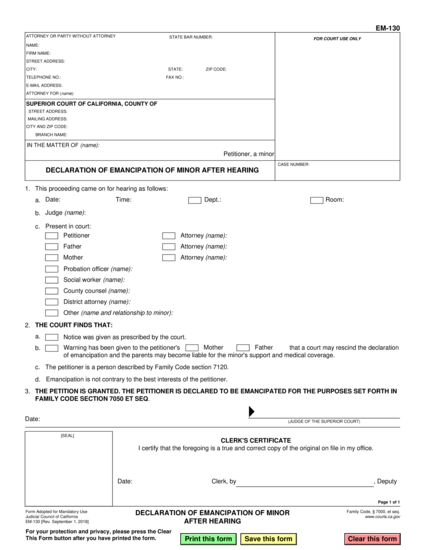 EM-130
ATTORNEY OR PARTY WITHOUT ATTORNEY STATE BAR NUMBER: FOR COURT USE ONLY
NAME:
FIRM NAME:
STREET ADDRESS:
CITY: STATE: ZIP CODE:
TELEPHONE NO.: FAX NO.:
E-MAIL ADDRESS:
ATTORNEY FOR (name):
SUPERIOR COURT OF CALIFORNIA, COUNTY OF
STREET ADDRESS:
MAILING ADDRESS:
CITY AND ZIP CODE:
BRANCH NAME:
IN THE MATTER OF (name):
Petitioner, a minor
DECLARATION OF EMANCIPATION OF MINOR AFTER HEARING
CASE NUMBER:
1. This proceeding came on for hearing as follows:
a. Date: Time: Dept.: Room:
b. Judge (name):
c. Present in court:
Petitioner Attorney (name):
Father Attorney (name):
Mother Attorney (name):
Probation officer (name):
Social worker (name):
County counsel (name):
District attorney (name):
Other (name and relationship to minor):
2. THE COURT FINDS THAT:
a. Notice was given as prescribed by the court.
b. Warning has been given to the petitioner's Mother Father that a court may rescind the declaration
of emancipation and the parents may become liable for the minor's support and medical coverage.
c. The petitioner is a person described by Family Code section 7120.
d. Emancipation is not contrary to the best interests of the petitioner.
3. THE PETITION IS GRANTED. THE PETITIONER IS DECLARED TO BE EMANCIPATED FOR THE PURPOSES SET FORTH IN
FAMILY CODE SECTION 7050 ET SEQ.
Date:
(JUDGE OF THE SUPERIOR COURT)
[SEAL]
CLERK'S CERTIFICATE
I certify that the foregoing is a true and correct copy of the original on file in my office.
Date: Clerk, by , Deputy
Page 1 of 1
Form Adopted for Mandatory Use
Judicial Council of California
EM-130 [Rev. September 1, 2018]
DECLARATION OF EMANCIPATION OF MINOR
AFTER HEARING
Family Code, § 7000, et seq.
www.courts.ca.gov
For your protection and privacy, please press the Clear
This Form button after you have printed the form.
Print this form Save this form Clear this form